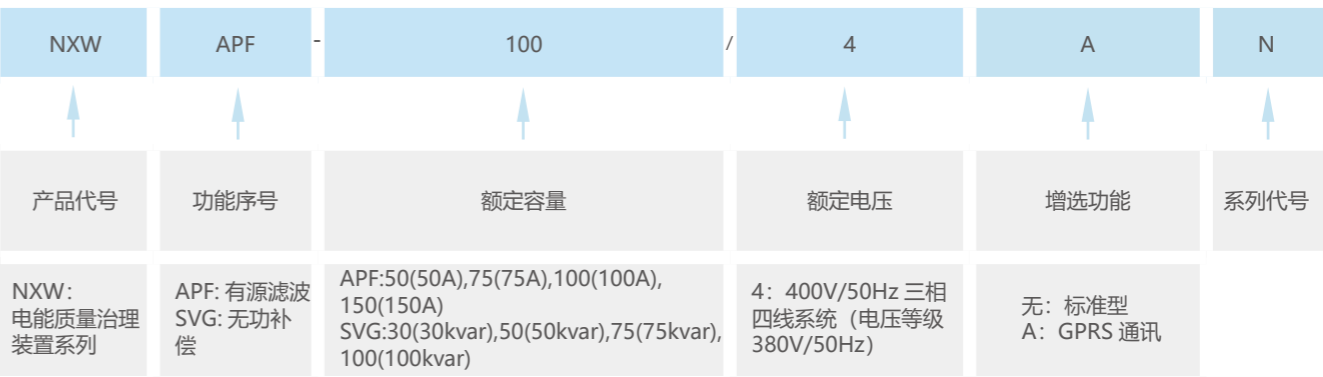 NXW APF - 100 / 4 A N
产品代号 功能序号 额定容量 额定电压 增选功能 系列代号
NXW：
电能质量治理
装置系列
APF: 有源滤波
SVG: 无功补
偿
APF:50(50A),75(75A),100(100A),
150(150A)
SVG:30(30kvar),50(50kvar),75(75kvar),
100(100kvar)
4：400V/50Hz 三相
四线系统（电压等级
380V/50Hz）
无：标准型
A：GPRS 通讯